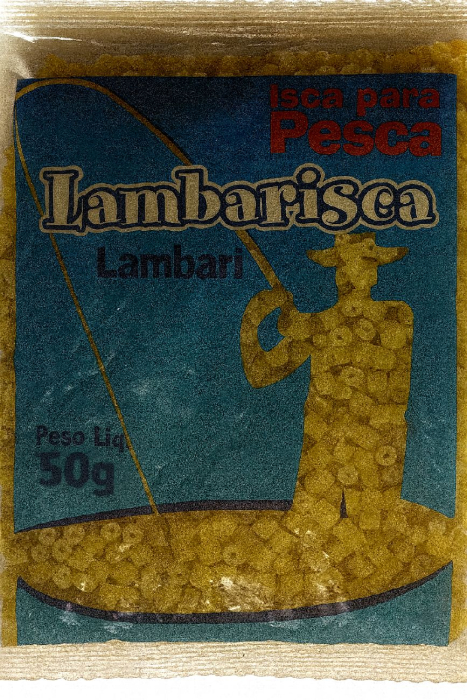 Isca para
Pesca
Lambarisca
Lambari
Peso Liq.
50g